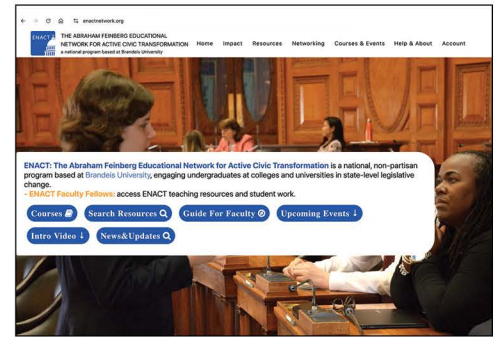 enactnetwork.org
ENACT
THE ABRAHAM FEINBERG EDUCATIONAL
NETWORK FOR ACTIVE CIVIC TRANSFORMATION
a national program based at Brandeis University
Home Impact Resources Networking Courses & Events Help & About Account
ENACT: The Abraham Feinberg Educational Network for Active Civic Transformation is a national, non-partisan
program based at Brandeis University, engaging undergraduates at colleges and universities in state-level legislative
change.
- ENACT Faculty Fellows: access ENACT teaching resources and student work.
Courses Search Resources Guide For Faculty Upcoming Events ↓
Intro Video ↓ News&Updates